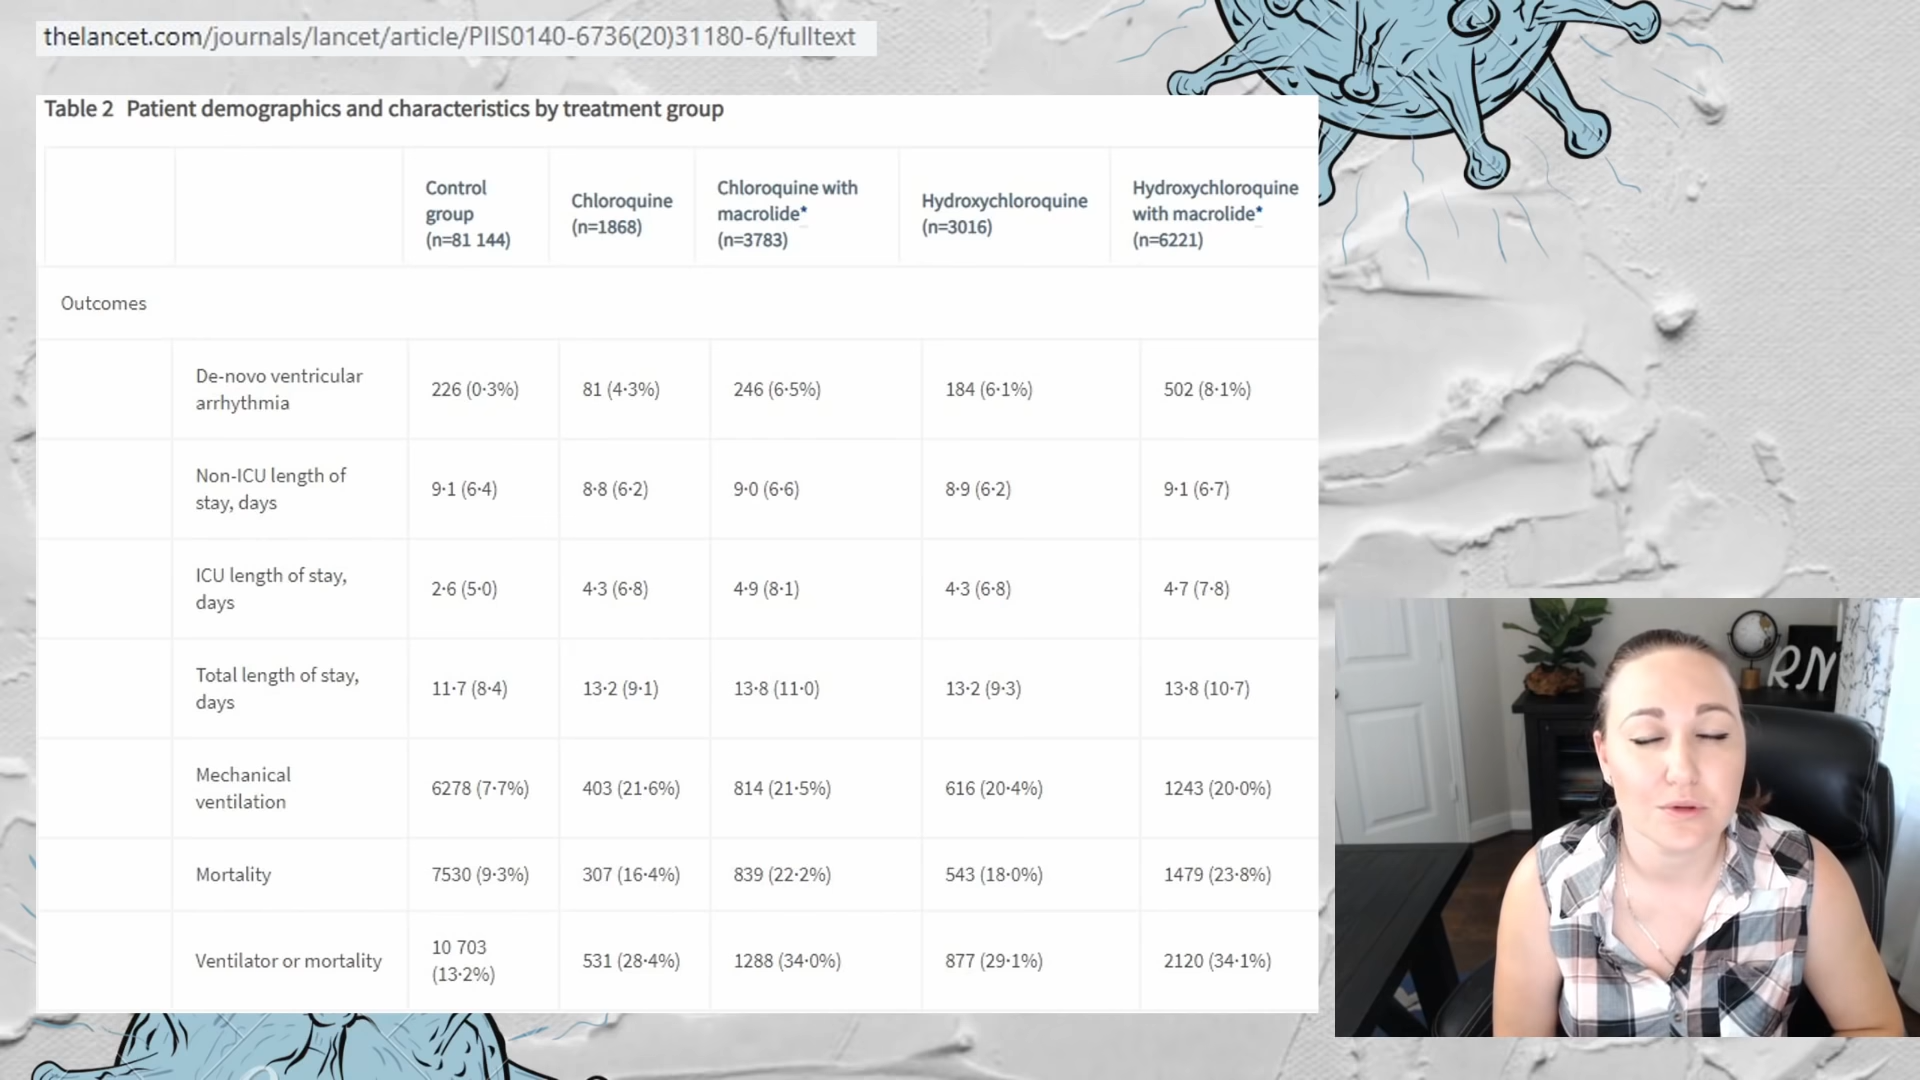 thelancet.com/journals/lancet/article/PIIS0140-6736(20)31180-6/fulltext
Table 2 Patient demographics and characteristics by treatment group
Control group (n=81 144)
Chloroquine (n=1868)
Chloroquine with macrolide* (n=3783)
Hydroxychloroquine (n=3016)
Hydroxychloroquine with macrolide* (n=6221)
Outcomes
De-novo ventricular arrhythmia 226 (0·3%) 81 (4·3%) 246 (6·5%) 184 (6·1%) 502 (8·1%)
Non-ICU length of stay, days 9·1 (6·4) 8·8 (6·2) 9·0 (6·6) 8·9 (6·2) 9·1 (6·7)
ICU length of stay, days 2·6 (5·0) 4·3 (6·8) 4·9 (8·1) 4·3 (6·8) 4·7 (7·8)
Total length of stay, days 11·7 (8·4) 13·2 (9·1) 13·8 (11·0) 13·2 (9·3) 13·8 (10·7)
Mechanical ventilation 6278 (7·7%) 403 (21·6%) 814 (21·5%) 616 (20·4%) 1243 (20·0%)
Mortality 7530 (9·3%) 307 (16·4%) 839 (22·2%) 543 (18·0%) 1479 (23·8%)
Ventilator or mortality 10 703 (13·2%) 531 (28·4%) 1288 (34·0%) 877 (29·1%) 2120 (34·1%)
RN